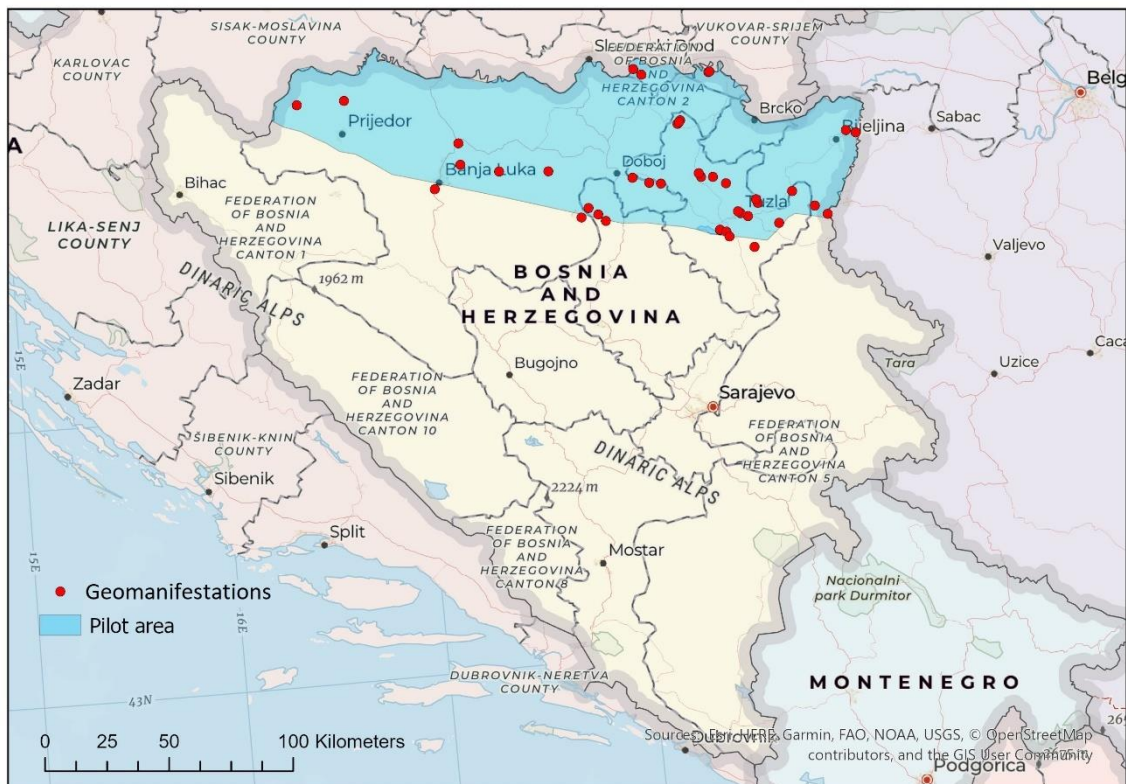 SISAK-MOSLAVINA
COUNTY
VUKOVAR-SRIJEM
COUNTY
KARLOVAC
COUNTY
FEDERATION
OF BOSNIA
AND
HERZEGOVINA
CANTON 2
Belg
Brcko
Sabac
Bijeljina
Prijedor
A
Doboj
Banja Luka
Bihac
Tuzla
FEDERATION
OF BOSNIA
AND
HERZEGOVINA
CANTON 1
LIKA-SENJ
COUNTY
Valjevo
BOSNIA
AND
HERZEGOVINA
1962 m
DINARIC ALPS
15E
Caca
Tara
Uzice
Bugojno
Zadar
FEDERATION
OF BOSNIA
AND
HERZEGOVINA
CANTON 10
Sarajevo
ŠIBENIK-KNIN
COUNTY
FEDERATION
OF BOSNIA
AND
HERZEGOVINA
CANTON 5
DINARIC ALPS
Sibenik
2224 m
Split
FEDERATION
OF BOSNIA
AND
HERZEGOVINA
CANTON 8
Mostar
15E
Nacionalni
park Durmitor
Geomanifestations
Pilot area
16E
DUBROVNIK-NERETVA
COUNTY
MONTENEGRO
43N
Garmin, FAO, NOAA, USGS, © OpenStreetMap
contributors, and the GIS User Community
0 25 50 100 Kilometers
Podgorica